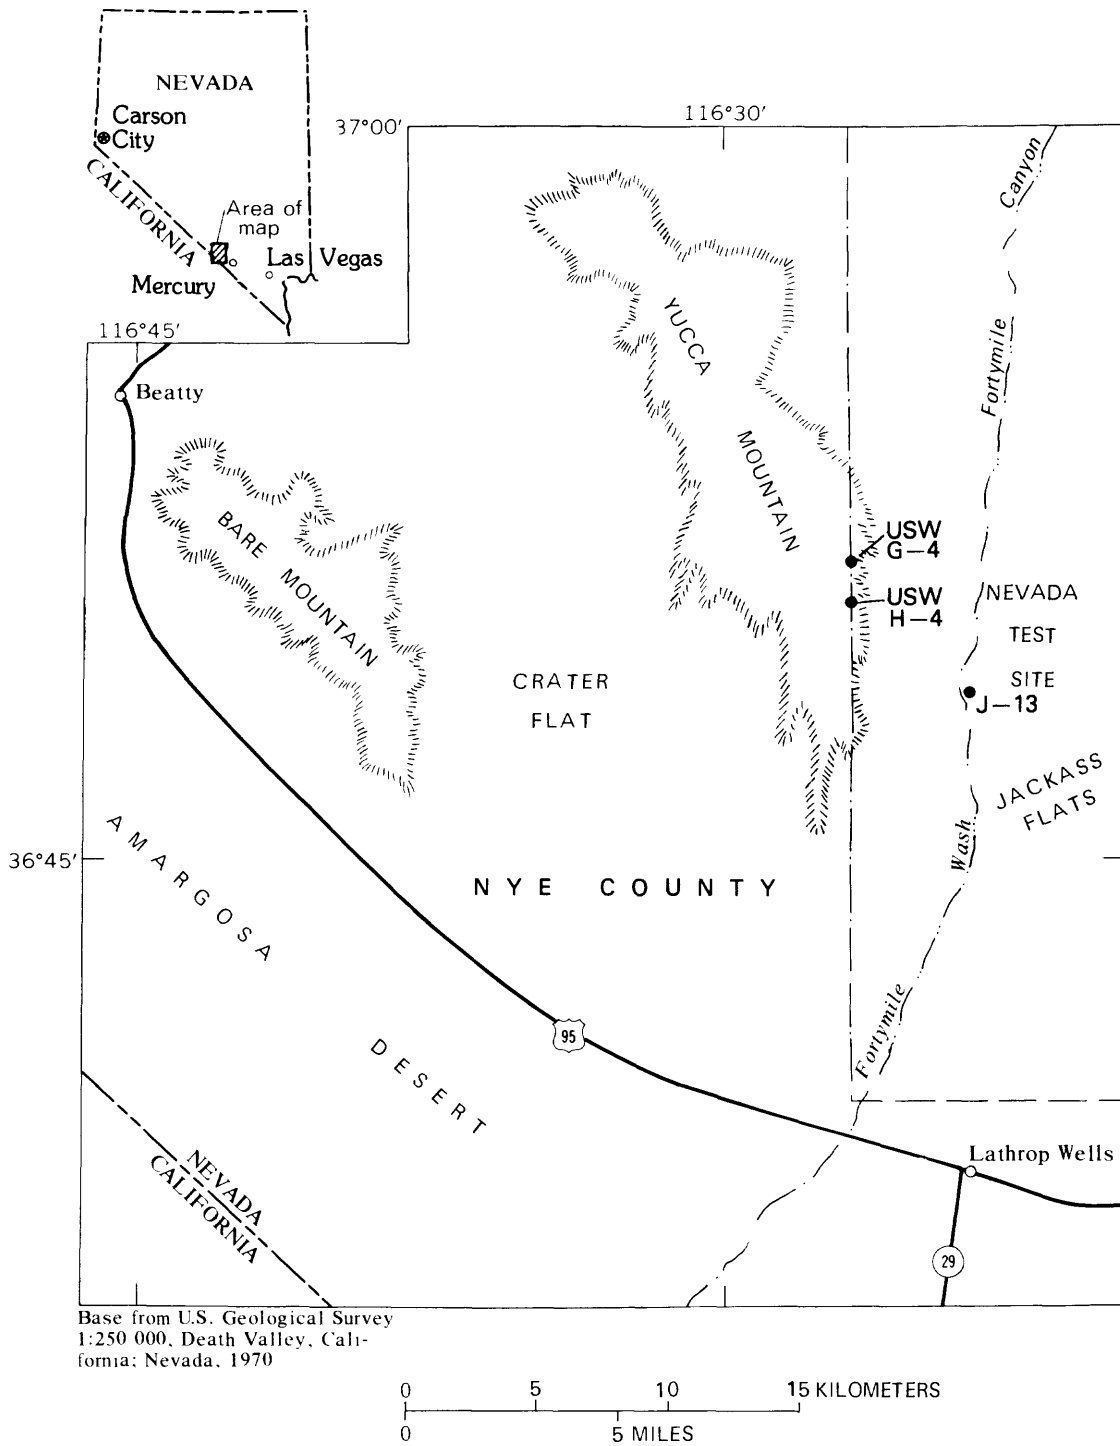 NEVADA
Carson
City
CALIFORNIA
Area of
map
Las Vegas
Mercury
37°00′
116°30′
116°45′
Beatty
Canyon
Fortymile
YUCCA
MOUNTAIN
BARE
MOUNTAIN
USW
G-4
USW
H-4
NEVADA
TEST
SITE
J-13
CRATER
FLAT
JACKASS
FLATS
Wash
36°45′
AMARGOSA
NYE COUNTY
Fortymile
95
DESERT
Lathrop Wells
NEVADA
CALIFORNIA
29
Base from U.S. Geological Survey
1:250 000, Death Valley, Cali-
fornia; Nevada, 1970
0 5 10 15 KILOMETERS
0 5 MILES